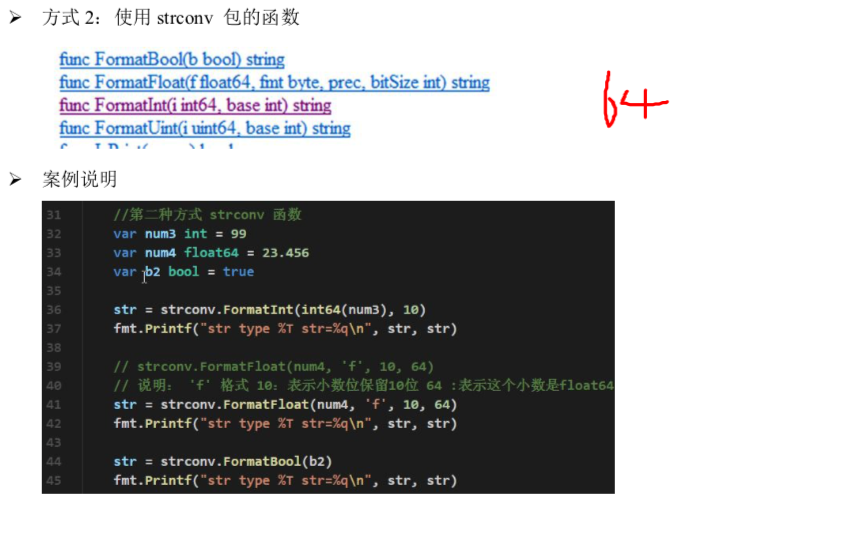 ➢ 方式 2：使用 strconv 包的函数
func FormatBool(b bool) string
func FormatFloat(f float64, fmt byte, prec, bitSize int) string
func FormatInt(i int64, base int) string
func FormatUint(i uint64, base int) string
64
➢ 案例说明
31 //第二种方式 strconv 函数
32 var num3 int = 99
33 var num4 float64 = 23.456
34 var b2 bool = true
35
36 str = strconv.FormatInt(int64(num3), 10)
37 fmt.Printf("str type %T str=%q\n", str, str)
38
39 // strconv.FormatFloat(num4, 'f', 10, 64)
40 // 说明： 'f' 格式 10：表示小数位保留10位 64 :表示这个小数是float64
41 str = strconv.FormatFloat(num4, 'f', 10, 64)
42 fmt.Printf("str type %T str=%q\n", str, str)
43
44 str = strconv.FormatBool(b2)
45 fmt.Printf("str type %T str=%q\n", str, str)